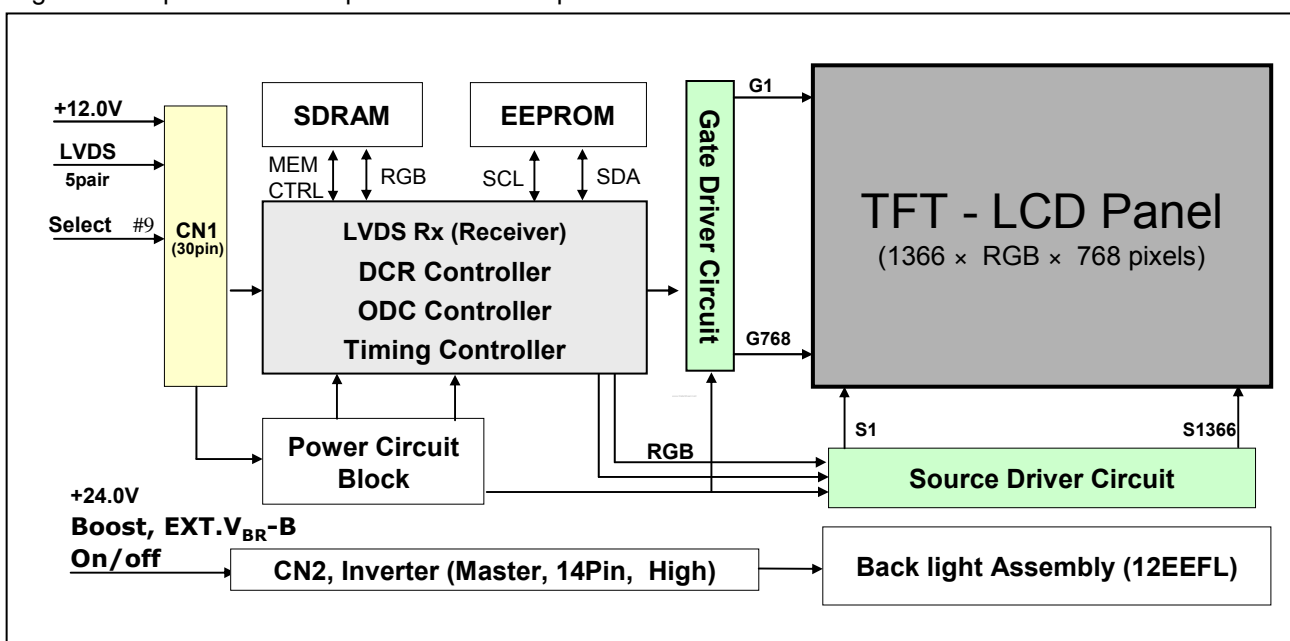 +12.0V
LVDS
5pair
Select #9
CN1
(30pin)
SDRAM
EEPROM
MEM
CTRL
RGB
SCL
SDA
LVDS Rx (Receiver)
DCR Controller
ODC Controller
Timing Controller
Gate Driver Circuit
G1
G768
TFT - LCD Panel
(1366 × RGB × 768 pixels)
S1
S1366
Power Circuit
Block
RGB
Source Driver Circuit
+24.0V
Boost, EXT.VBR-B
On/off
CN2, Inverter (Master, 14Pin, High)
Back light Assembly (12EEFL)